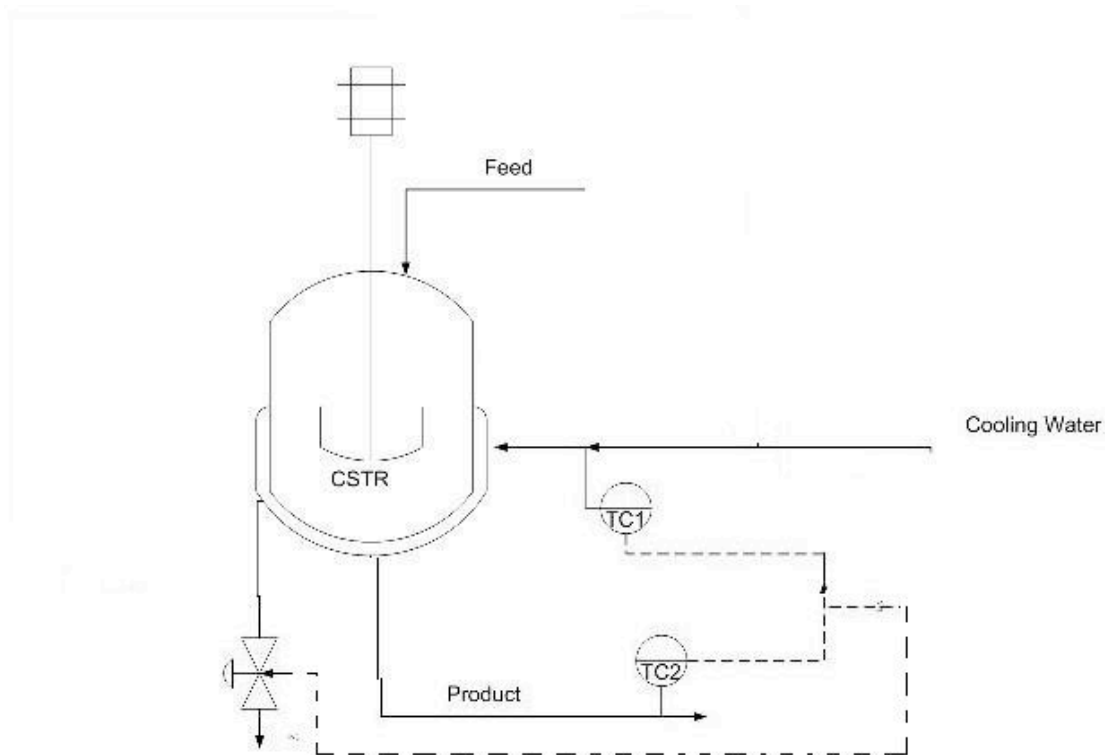 Feed
Cooling Water
CSTR
TC1
TC2
Product